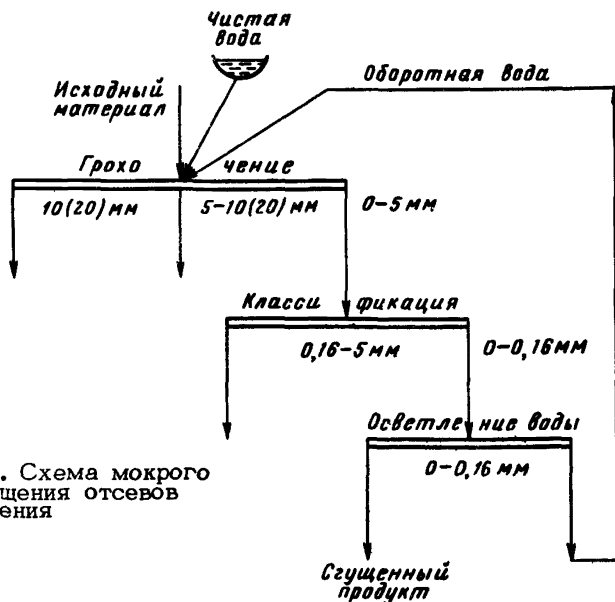 Чистая
вода
Исходный
материал
Оборотная вода
Грохо чение
10(20) мм
5-10(20) мм
0-5 мм
Класси фикация
0,16-5 мм
0-0,16 мм
Осветле ние воды
0-0,16 мм
. Схема мокрого
щения отсевов
ения
Сгущенный
продукт